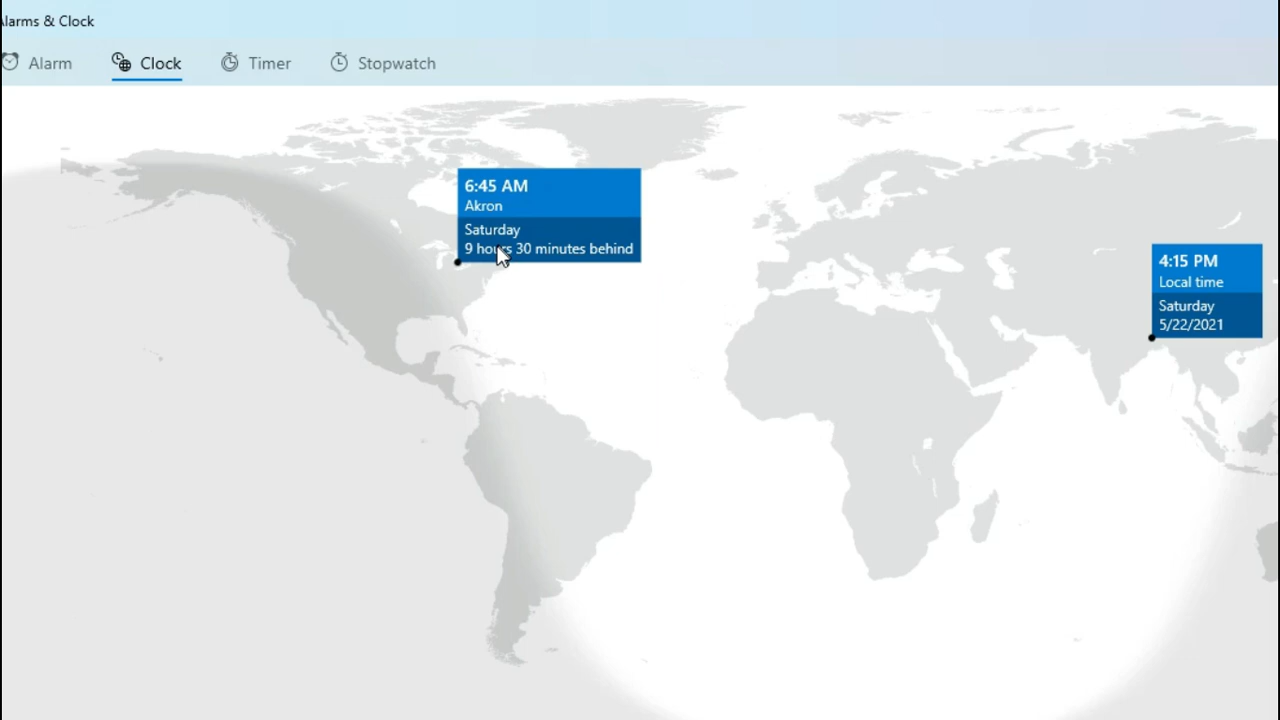 Alarms & Clock
Alarm
Clock
Timer
Stopwatch
6:45 AM
Akron
Saturday
9 hours 30 minutes behind
4:15 PM
Local time
Saturday
5/22/2021